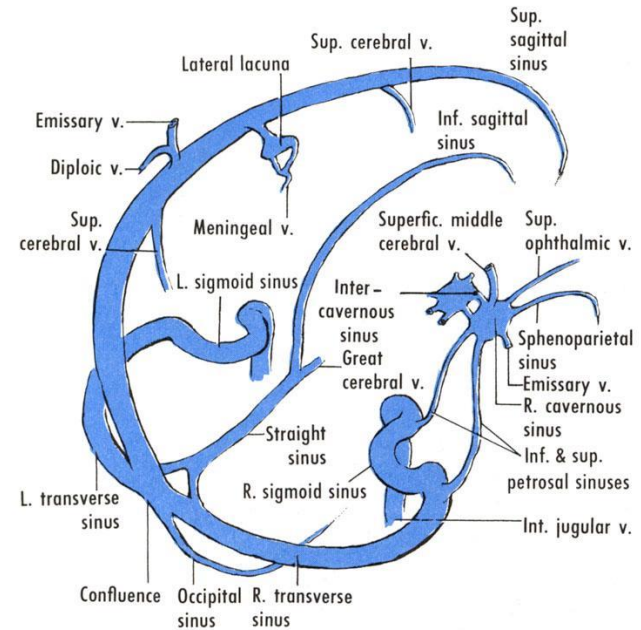 Sup.
sagittal
sinus
Sup. cerebral v.
Lateral lacuna
Emissary v.
Inf. sagittal
sinus
Diploic v.
Sup.
cerebral v.
Meningeal v.
Superfic. middle
cerebral v.
Sup.
ophthalmic v.
L. sigmoid sinus
Inter-
cavernous
sinus
Great
cerebral v.
Sphenoparietal
sinus
Emissary v.
R. cavernous
sinus
Straight
sinus
Inf. & sup.
petrosal sinuses
R. sigmoid sinus
L. transverse
sinus
Int. jugular v.
Confluence
Occipital
sinus
R. transverse
sinus